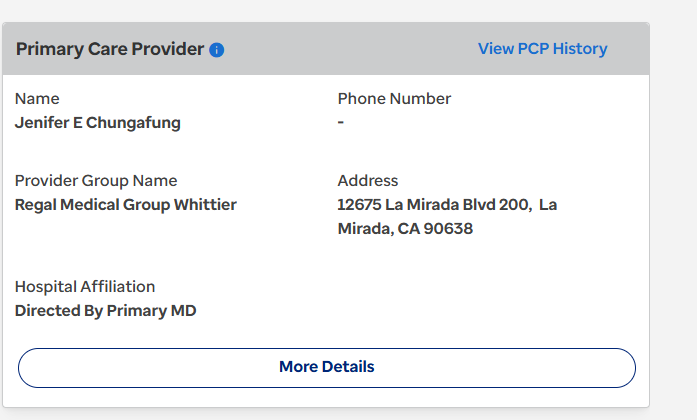 Primary Care Provider
View PCP History
Name
Jenifer E Chungafung
Phone Number
-
Provider Group Name
Regal Medical Group Whittier
Address
12675 La Mirada Blvd 200,  La
Mirada, CA 90638
Hospital Affiliation
Directed By Primary MD
More Details